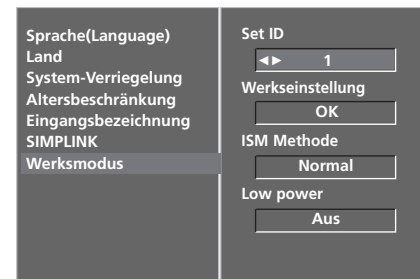 Sprache(Language)
Land
System-Verriegelung
Altersbeschränkung
Eingangsbezeichnung
SIMPLINK
Werksmodus
Set ID
◄► 1
Werkseinstellung
OK
ISM Methode
Normal
Low power
Aus